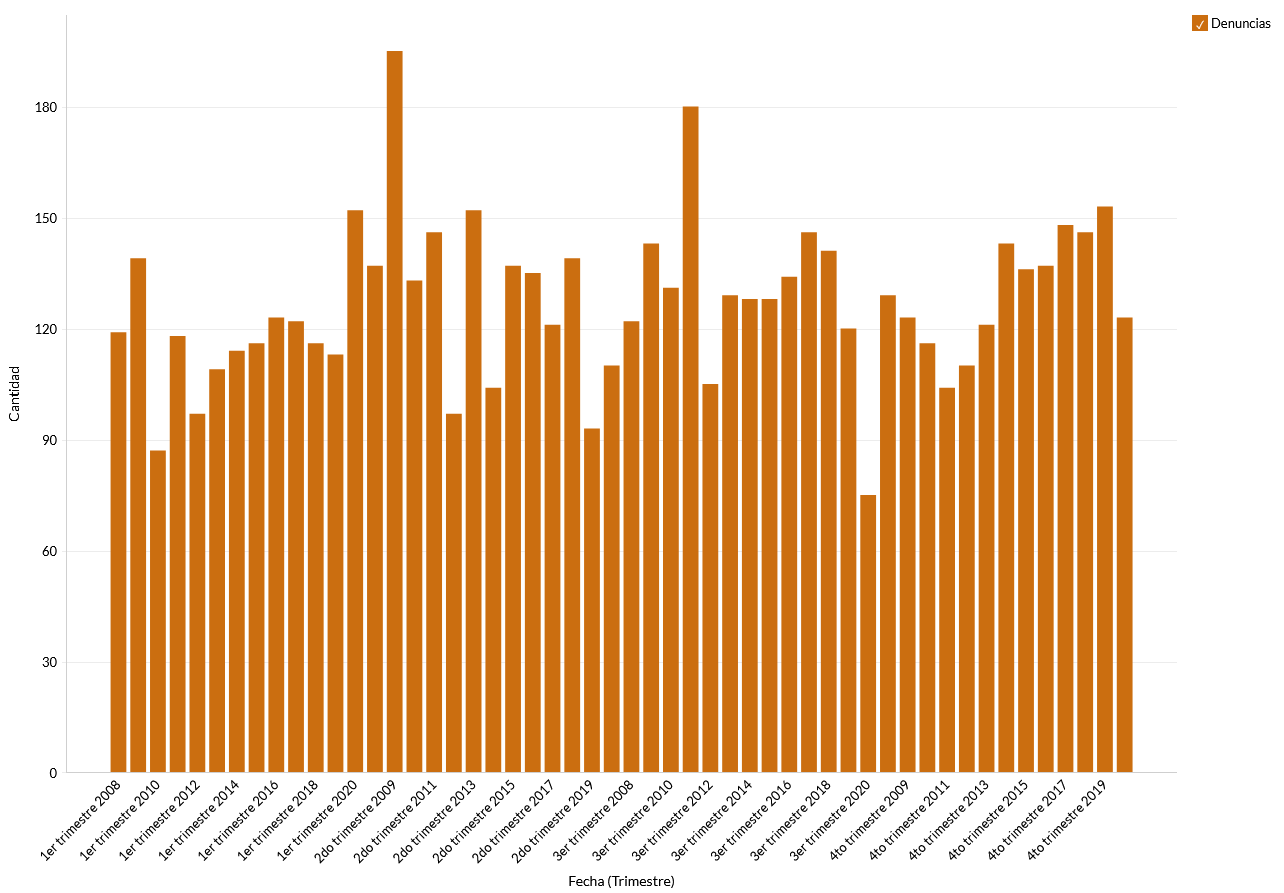 Denuncias
180
150
120
90
60
30
0
Cantidad
1er trimestre 2008
1er trimestre 2010
1er trimestre 2012
1er trimestre 2014
1er trimestre 2016
1er trimestre 2018
1er trimestre 2020
2do trimestre 2009
2do trimestre 2011
2do trimestre 2013
2do trimestre 2015
2do trimestre 2017
2do trimestre 2019
3er trimestre 2008
3er trimestre 2010
3er trimestre 2012
3er trimestre 2014
3er trimestre 2016
3er trimestre 2018
3er trimestre 2020
4to trimestre 2009
4to trimestre 2011
4to trimestre 2013
4to trimestre 2015
4to trimestre 2017
4to trimestre 2019
Fecha (Trimestre)